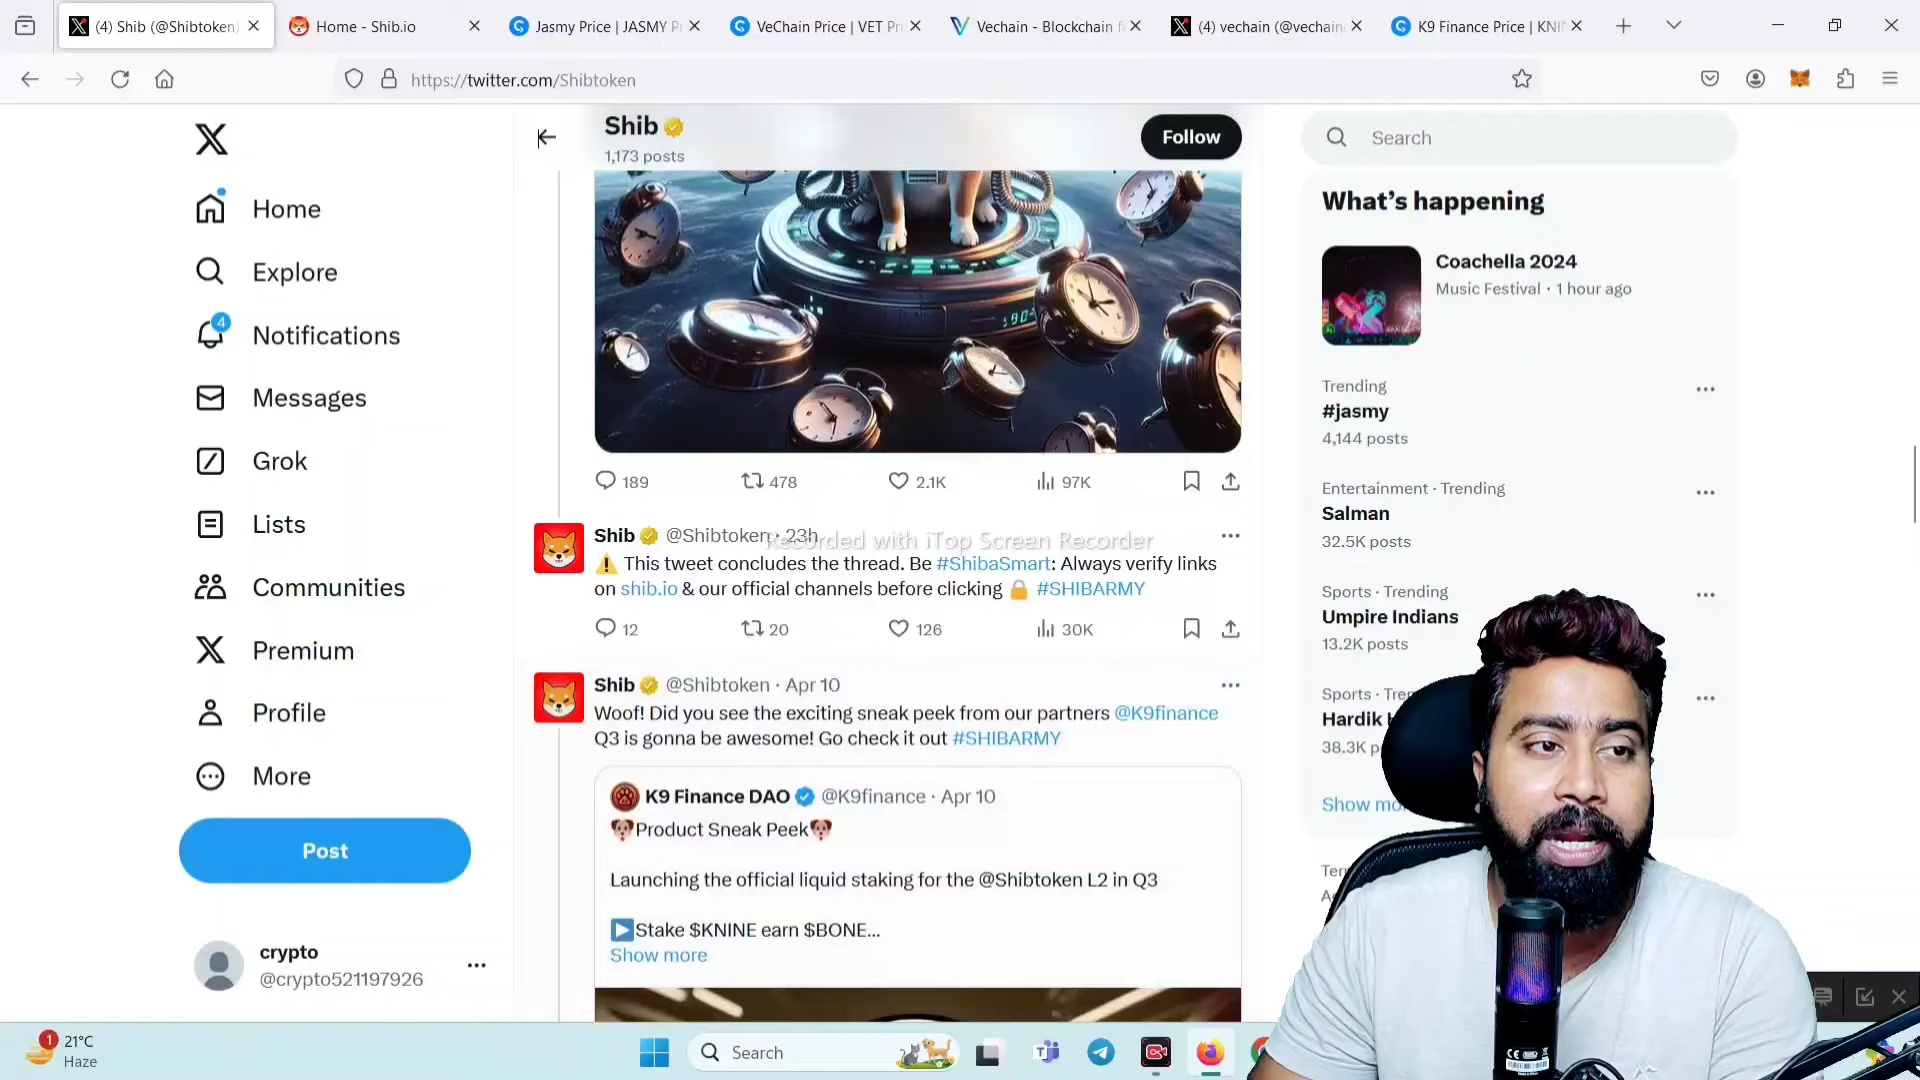 (4) Shib (@Shibtoken)
Home - Shib.io
Jasmy Price | JASMY P
VeChain Price | VET Pri
Vechain - Blockchain f
(4) vechain (@vechain
K9 Finance Price | KNI
https://twitter.com/Shibtoken
Shib
1,173 posts
Follow
Search
Home
Explore
4
Notifications
Messages
Grok
Lists
Communities
Premium
Profile
More
Post
crypto
@crypto521197926
189
478
2.1K
97K
Shib @Shibtoken · 23h
Recorded with iTop Screen Recorder
⚠️ This tweet concludes the thread. Be #ShibaSmart: Always verify links
on shib.io & our official channels before clicking 🔒 #SHIBARMY
12
20
126
30K
Shib @Shibtoken · Apr 10
Woof! Did you see the exciting sneak peek from our partners @K9finance
Q3 is gonna be awesome! Go check it out #SHIBARMY
K9 Finance DAO @K9finance · Apr 10
🐶Product Sneak Peek🐶
Launching the official liquid staking for the @Shibtoken L2 in Q3
▶️Stake $KNINE earn $BONE...
Show more
What's happening
Coachella 2024
Music Festival · 1 hour ago
Trending
#jasmy
4,144 posts
Entertainment · Trending
Salman
32.5K posts
Sports · Trending
Umpire Indians
13.2K posts
Sports · Tre
Hardik
38.3K p
Show mo
1
21°C
Haze
Search